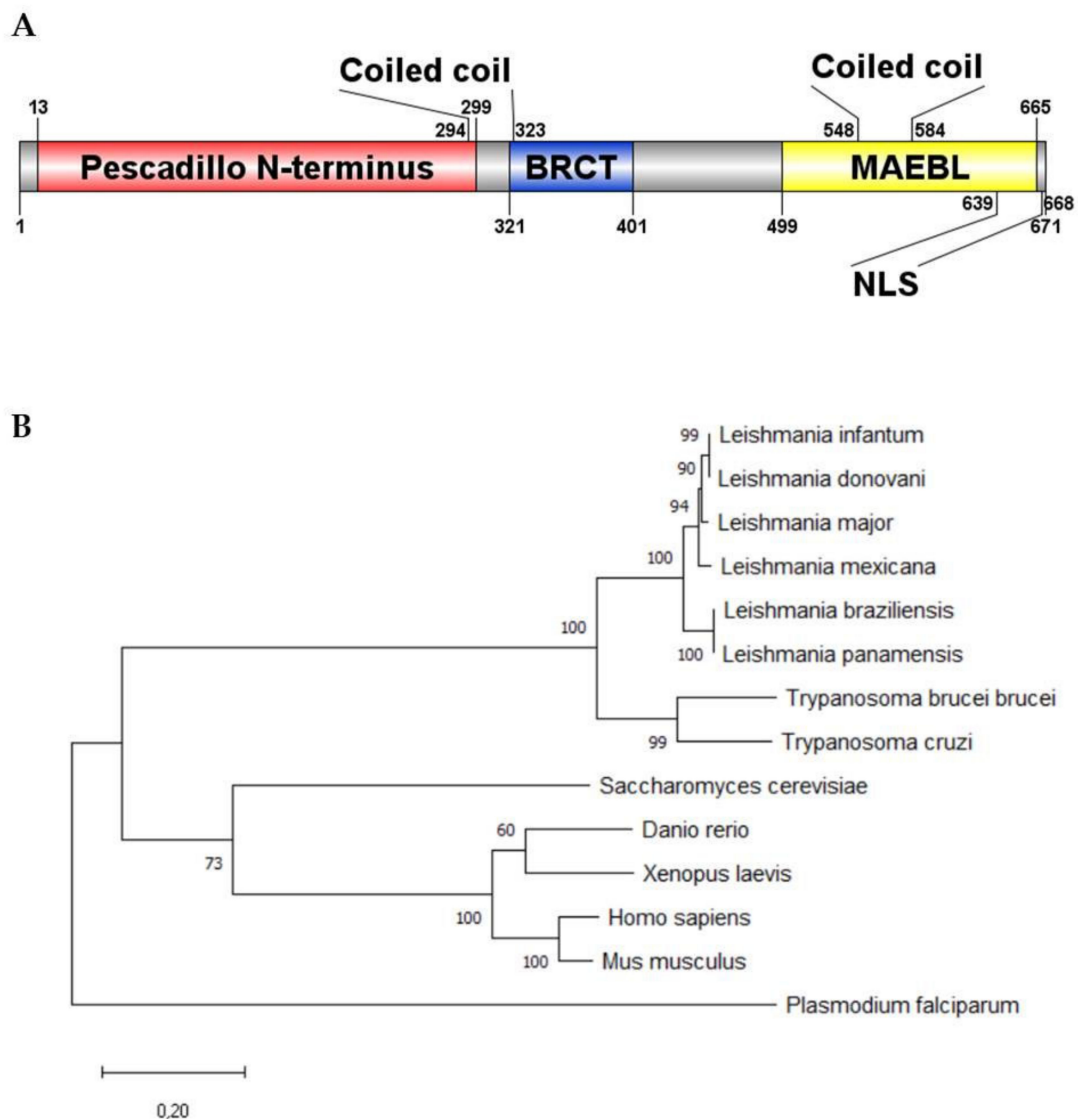 A
Coiled coil
Coiled coil
13
299
665
294
323
548
584
Pescadillo N-terminus
BRCT
MAEBL
639
668
1
321
401
499
671
NLS
B
99
Leishmania infantum
90
Leishmania donovani
94
Leishmania major
100
Leishmania mexicana
Leishmania braziliensis
100
100
Leishmania panamensis
Trypanosoma brucei brucei
99
Trypanosoma cruzi
Saccharomyces cerevisiae
60
Danio rerio
73
Xenopus laevis
100
Homo sapiens
100
Mus musculus
Plasmodium falciparum
0,20